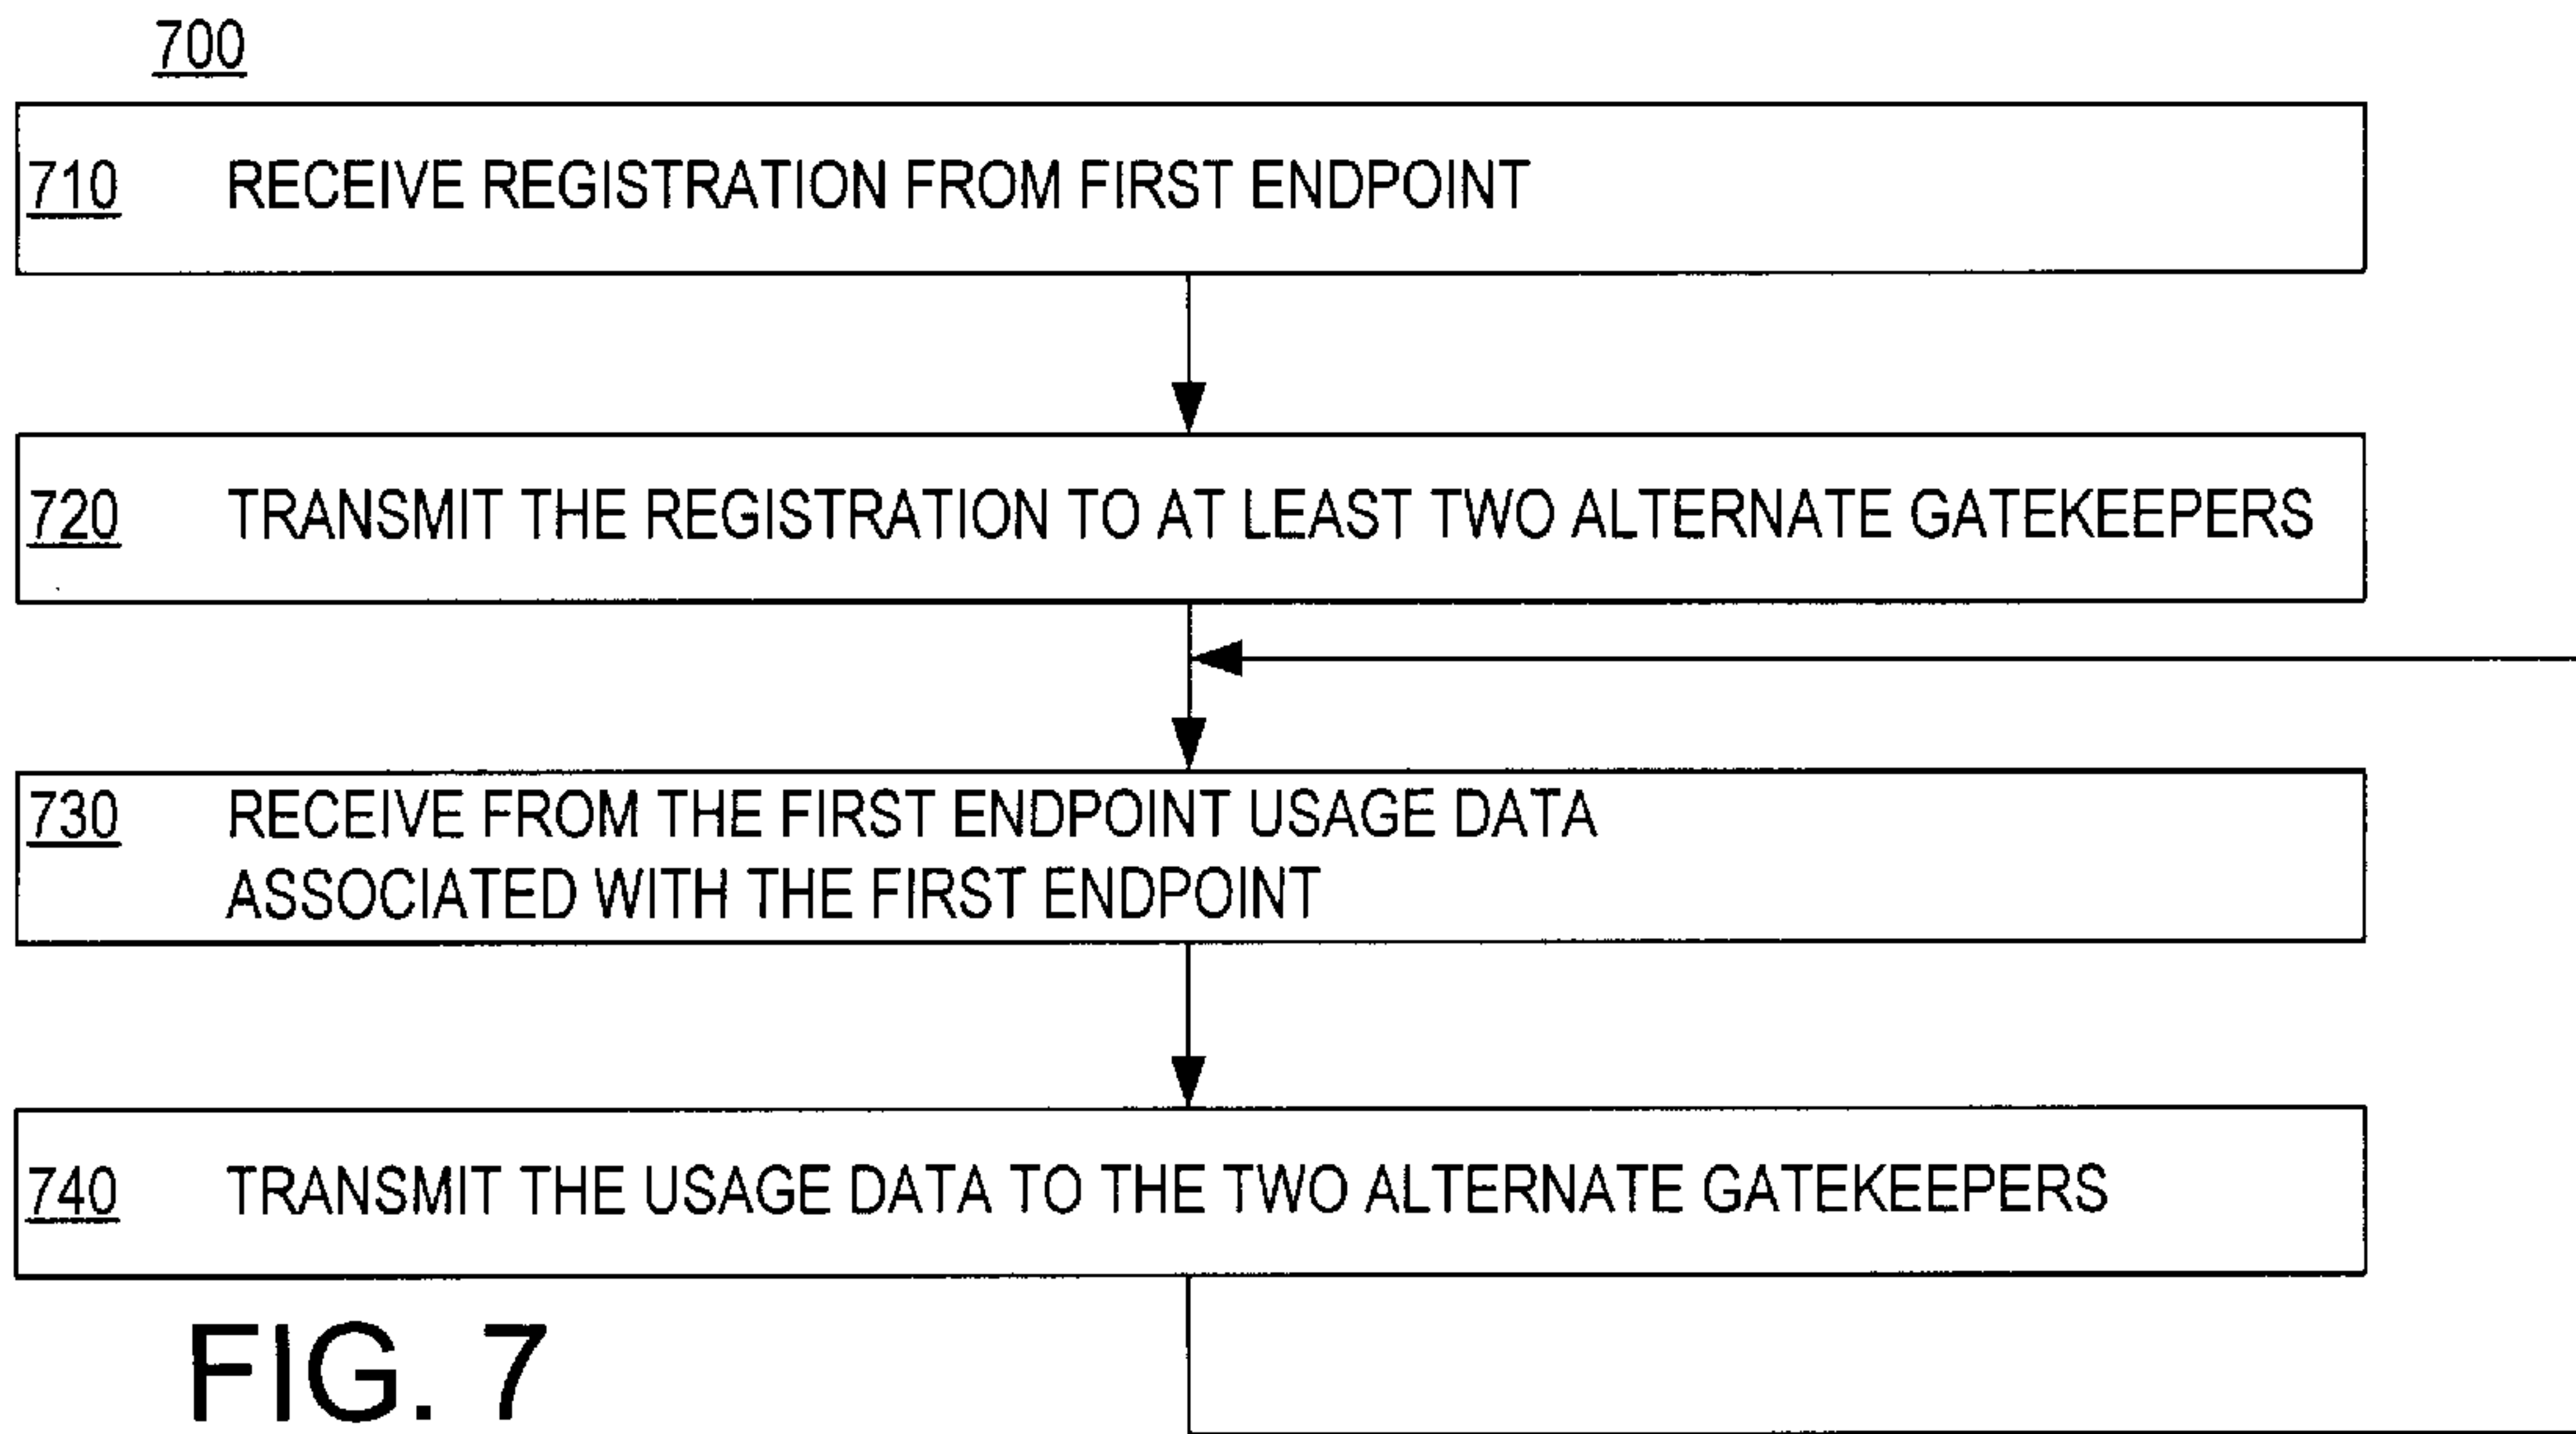 700
710 RECEIVE REGISTRATION FROM FIRST ENDPOINT
720 TRANSMIT THE REGISTRATION TO AT LEAST TWO ALTERNATE GATEKEEPERS
730 RECEIVE FROM THE FIRST ENDPOINT USAGE DATA
ASSOCIATED WITH THE FIRST ENDPOINT
740 TRANSMIT THE USAGE DATA TO THE TWO ALTERNATE GATEKEEPERS
FIG. 7